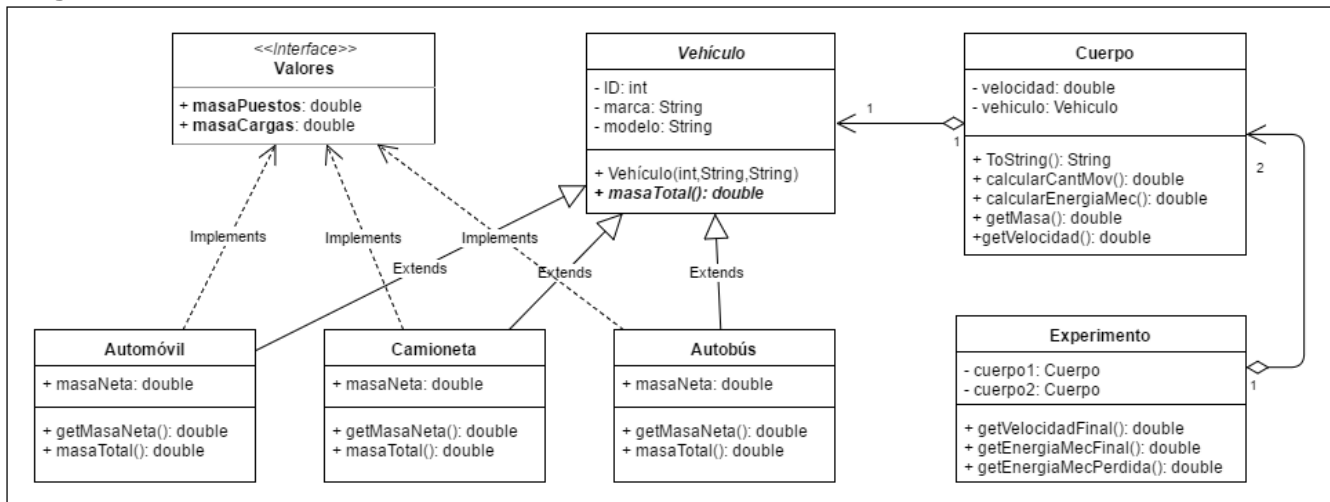 <<Interface>>
Valores
+ masaPuestos: double
+ masaCargas: double
Vehículo
- ID: int
- marca: String
- modelo: String
+ Vehículo(int,String,String)
+ masaTotal(): double
Cuerpo
- velocidad: double
- vehiculo: Vehiculo
+ ToString(): String
+ calcularCantMov(): double
+ calcularEnergiaMec(): double
+ getMasa(): double
+getVelocidad(): double
1
1
2
Implements
Implements
Implements
Extends
Extends
Extends
Automóvil
+ masaNeta: double
+ getMasaNeta(): double
+ masaTotal(): double
Camioneta
+ masaNeta: double
+ getMasaNeta(): double
+ masaTotal(): double
Autobús
+ masaNeta: double
+ getMasaNeta(): double
+ masaTotal(): double
Experimento
- cuerpo1: Cuerpo
- cuerpo2: Cuerpo
+ getVelocidadFinal(): double
+ getEnergiaMecFinal(): double
+ getEnergiaMecPerdida(): double
1